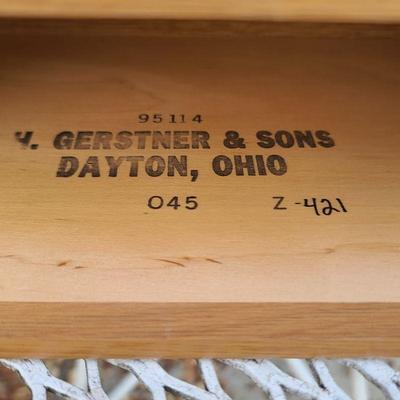 95114
H. GERSTNER & SONS
DAYTON, OHIO
045 Z-421